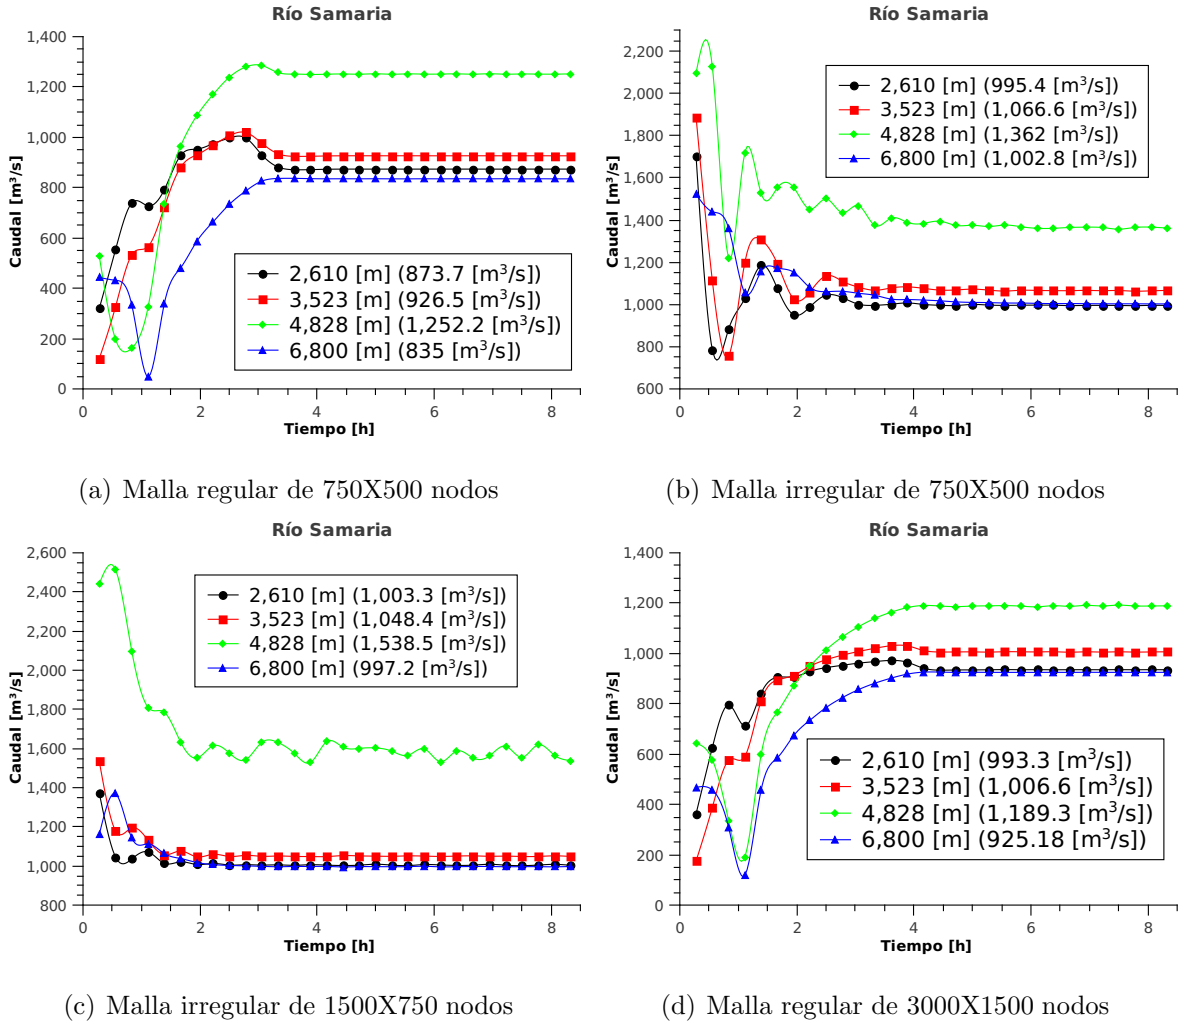 Río Samaria
1,400
1,200
1,000
800
600
400
200
0
Caudal [m³/s]
2,610 [m] (873.7 [m³/s])
3,523 [m] (926.5 [m³/s])
4,828 [m] (1,252.2 [m³/s])
6,800 [m] (835 [m³/s])
0 2 4 6 8
Tiempo [h]
(a) Malla regular de 750X500 nodos
Río Samaria
2,200
2,000
1,800
1,600
1,400
1,200
1,000
800
600
Caudal [m³/s]
2,610 [m] (995.4 [m³/s])
3,523 [m] (1,066.6 [m³/s])
4,828 [m] (1,362 [m³/s])
6,800 [m] (1,002.8 [m³/s])
0 2 4 6 8
Tiempo [h]
(b) Malla irregular de 750X500 nodos
Río Samaria
2,600
2,400
2,200
2,000
1,800
1,600
1,400
1,200
1,000
800
Caudal [m³/s]
2,610 [m] (1,003.3 [m³/s])
3,523 [m] (1,048.4 [m³/s])
4,828 [m] (1,538.5 [m³/s])
6,800 [m] (997.2 [m³/s])
0 2 4 6 8
Tiempo [h]
(c) Malla irregular de 1500X750 nodos
Río Samaria
1,400
1,200
1,000
800
600
400
200
0
Caudal [m³/s]
2,610 [m] (993.3 [m³/s])
3,523 [m] (1,006.6 [m³/s])
4,828 [m] (1,189.3 [m³/s])
6,800 [m] (925.18 [m³/s])
0 2 4 6 8
Tiempo [h]
(d) Malla regular de 3000X1500 nodos